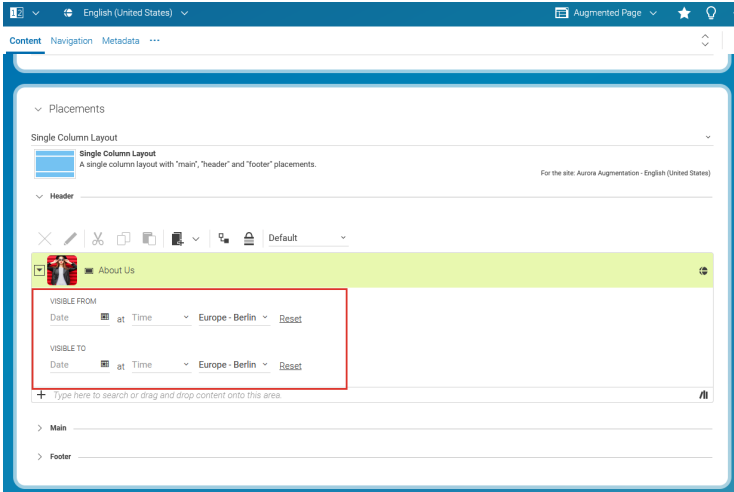 English (United States)
Augmented Page
Content Navigation Metadata
Placements
Single Column Layout
Single Column Layout
A single column layout with "main", "header" and "footer" placements.
For the site: Aurora Augmentation - English (United States)
Header
Default
About Us
VISIBLE FROM
Date at Time Europe - Berlin Reset
VISIBLE TO
Date at Time Europe - Berlin Reset
Type here to search or drag and drop content onto this area.
Main
Footer